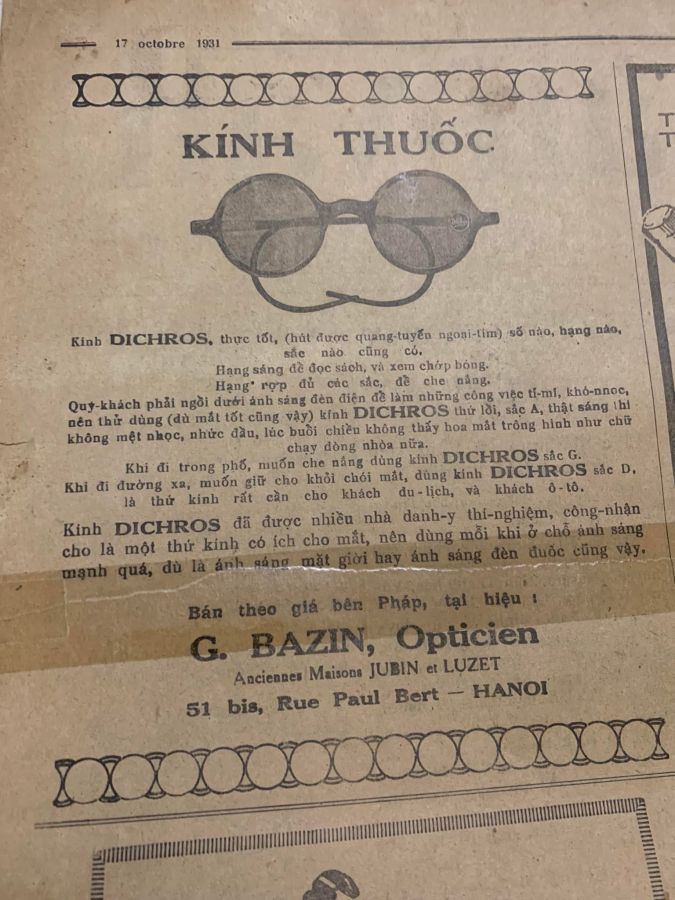 17 octobre 1931
KÍNH THUỐC
Kinh DICHROS, thực tốt, (hút được quang-tuyến ngoại-tím) số nào, hạng nào,
sắc nào cũng có.
Hạng sáng để đọc sách, và xem chớp bóng.
Hạng rợp đủ các sắc, để che nắng.
Quý-khách phải ngồi dưới ánh sáng đèn điện để làm những công việc tỉ-mỉ, khó-nhọc,
nên thử dùng (dù mắt tốt cũng vậy) kính DICHROS thứ lồi, sắc A, thật sáng thì
không mệt nhọc, nhức đầu, lúc buổi chiều không thấy hoa mắt trông hình như chữ
chạy dòng nhòa nữa.
Khi đi trong phố, muốn che nắng dùng kính DICHROS sắc G.
Khi đi đường xa, muốn giữ cho khỏi chói mắt, dùng kính DICHROS sắc D,
là thứ kính rất cần cho khách du-lịch, và khách ô-tô.
Kinh DICHROS đã được nhiều nhà danh-y thí-nghiệm, công-nhận
cho là một thứ kính có ích cho mắt, nên dùng mỗi khi ở chỗ ánh sáng
mạnh quá, dù là ánh sáng mặt giời hay ánh sáng đèn đuốc cũng vậy.
Bán theo giá bên Pháp, tại hiệu :
G. BAZIN, Opticien
Anciennes Maisons JUBIN et LUZET
51 bis, Rue Paul Bert — HANOI
T
T